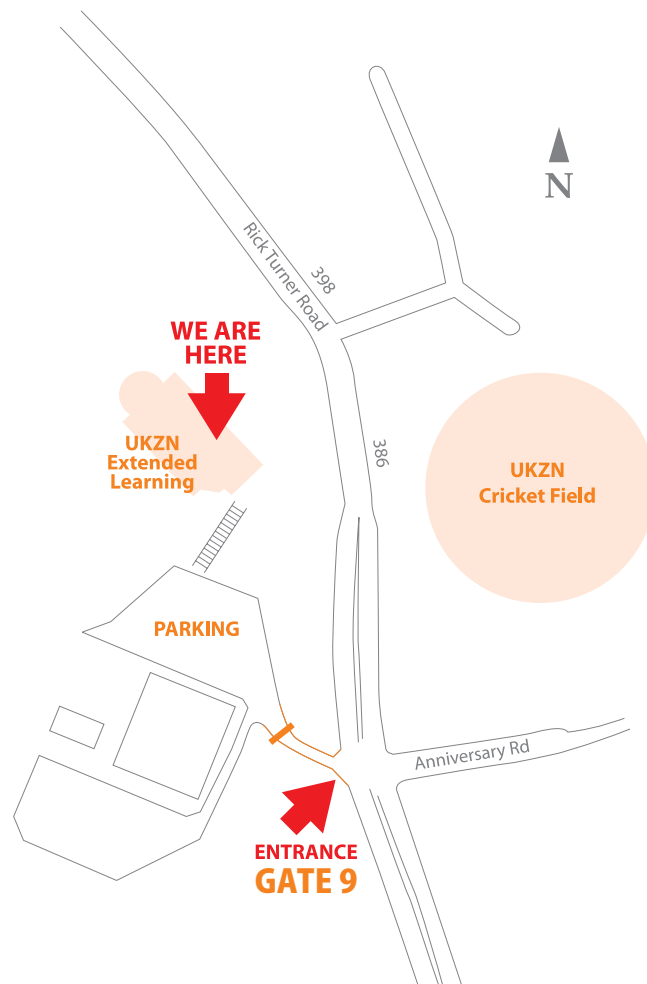 N
Rick Turner Road
398
WE ARE
HERE
386
UKZN
Extended
Learning
UKZN
Cricket Field
PARKING
Anniversary Rd
ENTRANCE
GATE 9